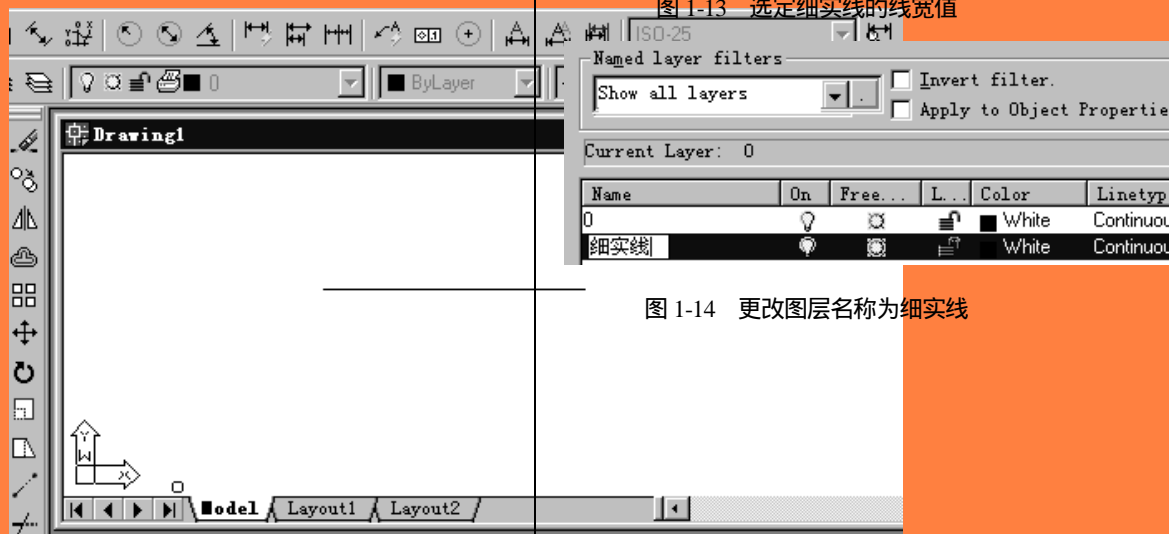 图 1-13 选定细实线的线宽值
ISO-25
0
ByLayer
Named layer filters
Show all layers
Invert filter.
Apply to Object Propertie
Current Layer: 0
Name On Free... L... Color Linetyp
0 White Continuou
细实线 White Continuou
图 1-14 更改图层名称为细实线
Drawing1
Y
W
X
Model Layout1 Layout2